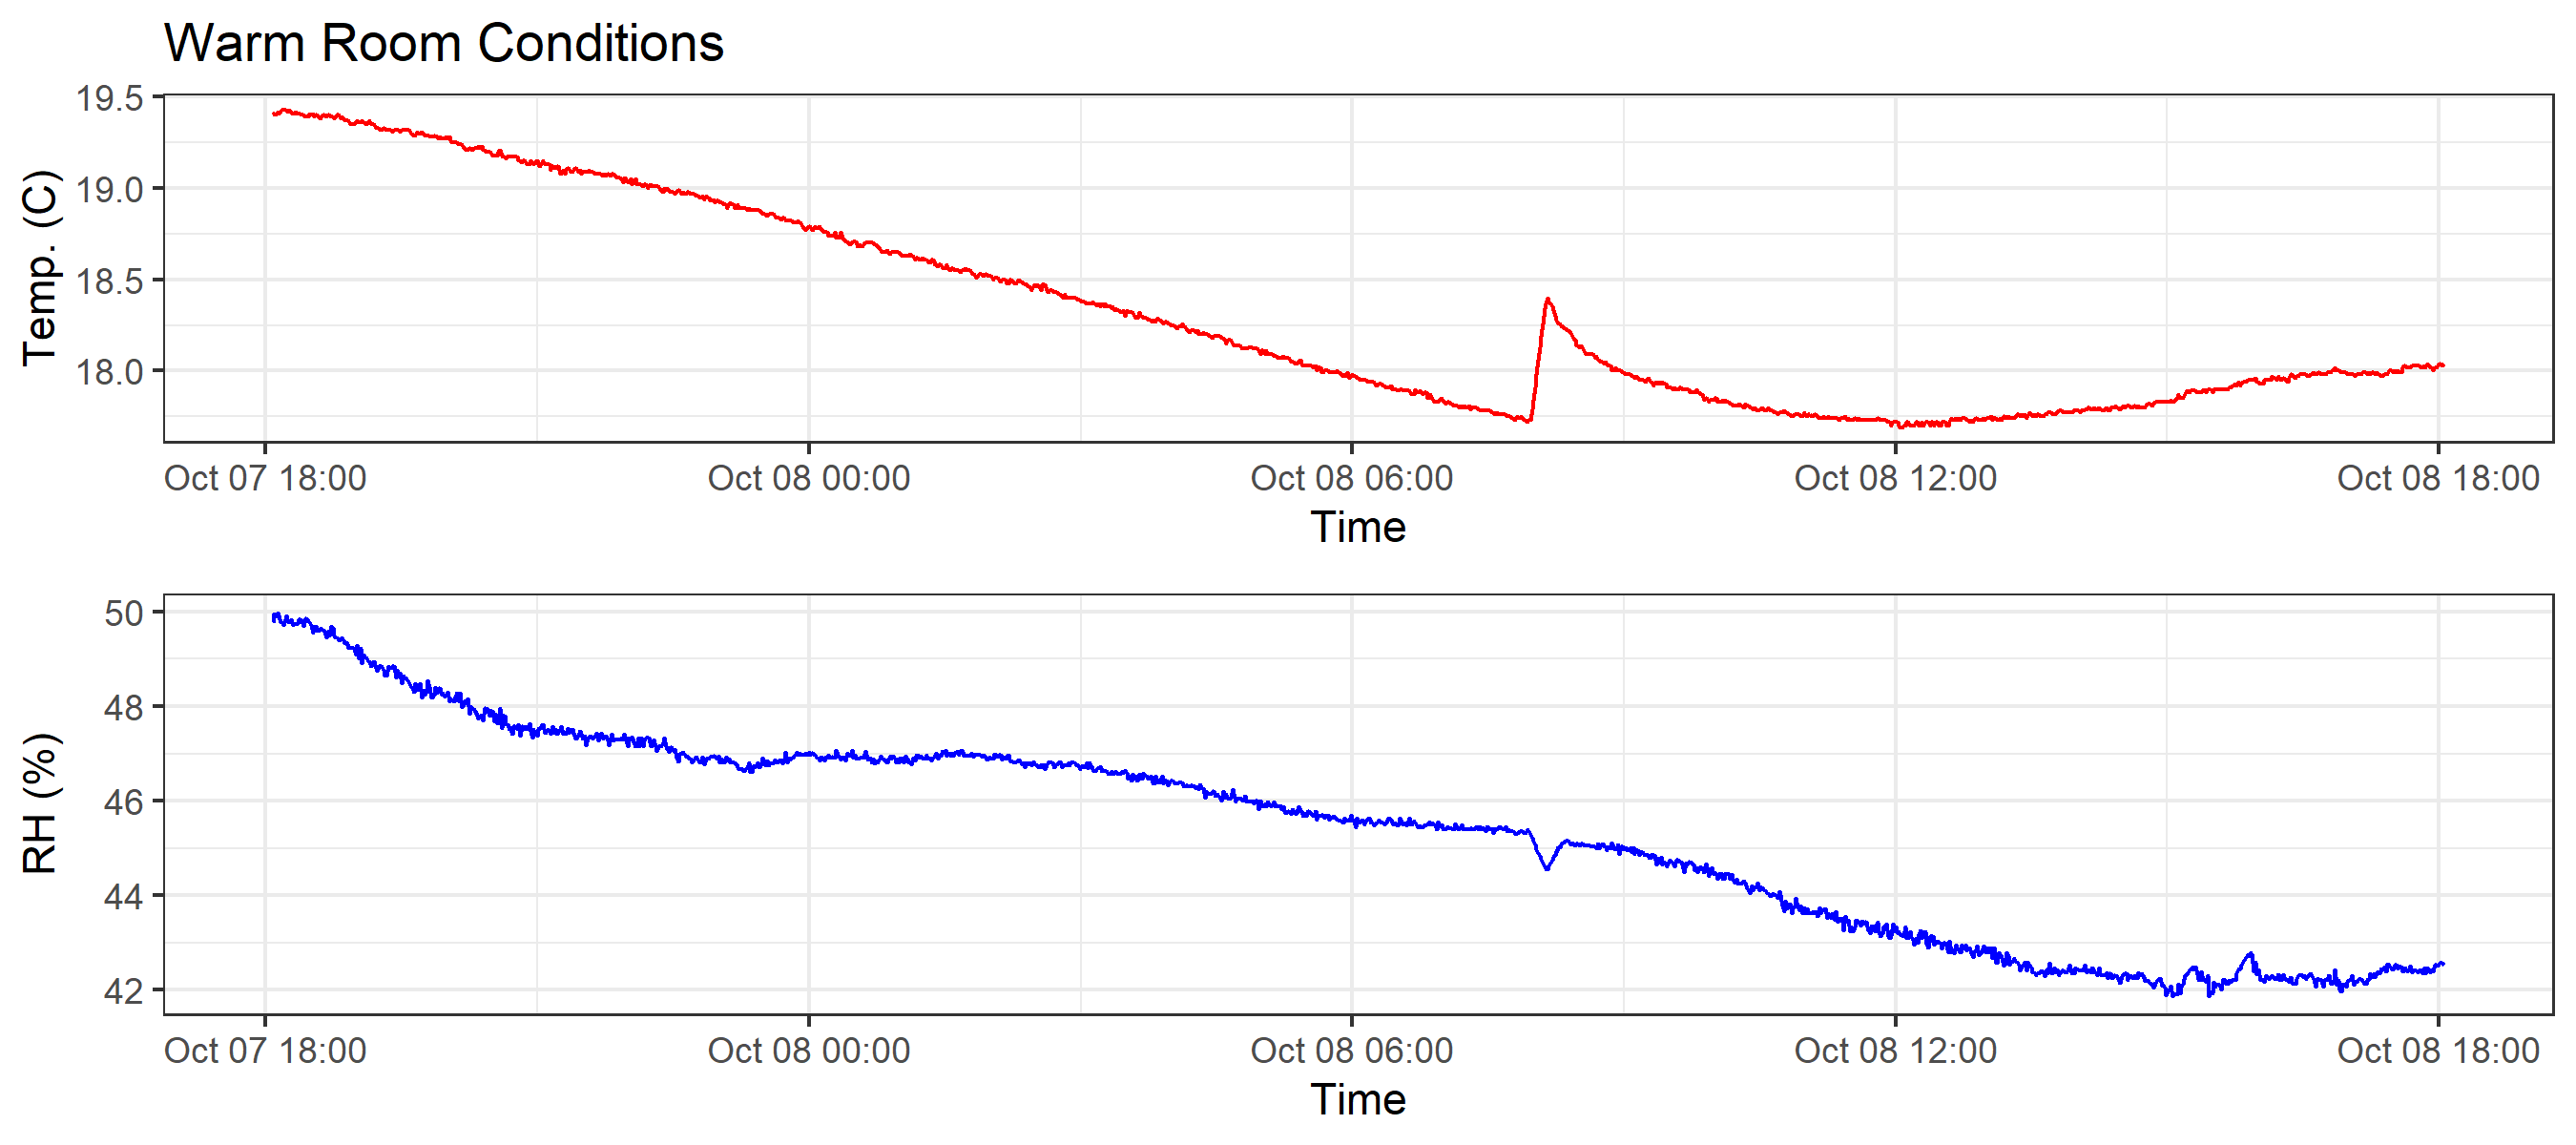 Warm Room Conditions
Temp. (C)
19.5
19.0
18.5
18.0
Oct 07 18:00 Oct 08 00:00 Oct 08 06:00 Oct 08 12:00 Oct 08 18:00
Time
RH (%)
50
48
46
44
42
Oct 07 18:00 Oct 08 00:00 Oct 08 06:00 Oct 08 12:00 Oct 08 18:00
Time